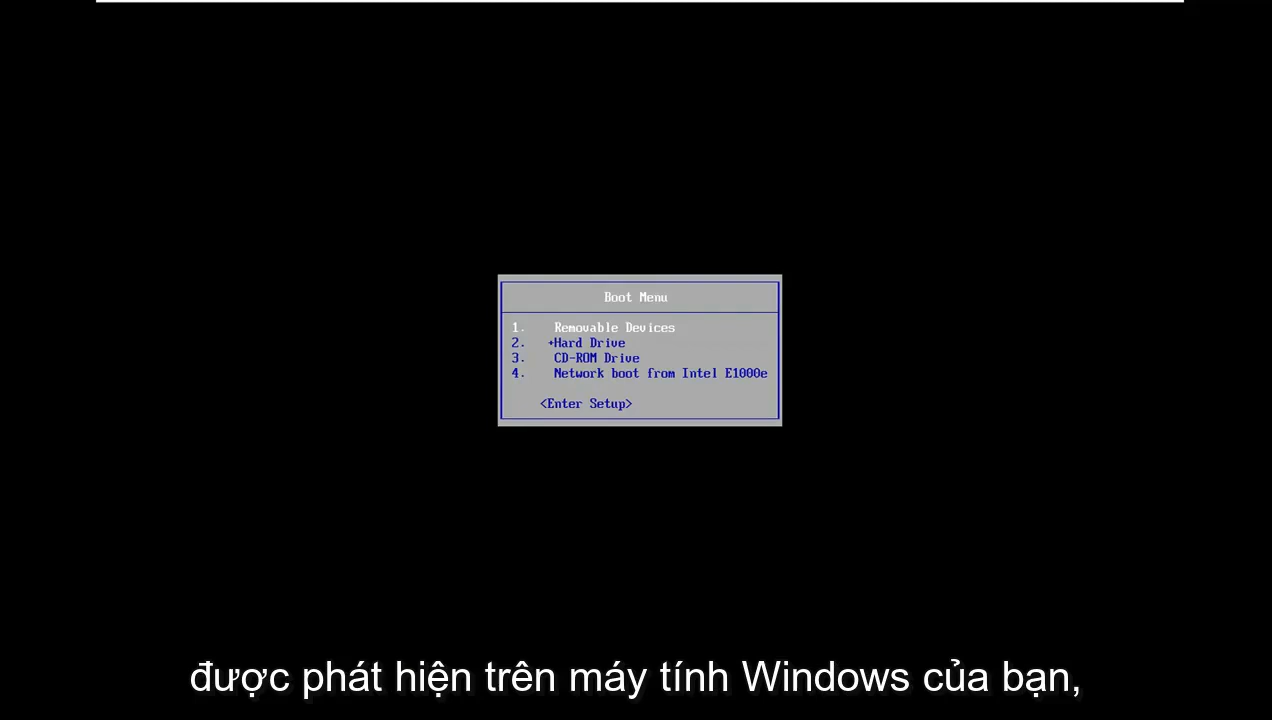 Boot Menu
1. Removable Devices
2. +Hard Drive
3. CD-ROM Drive
4. Network boot from Intel E1000e
<Enter Setup>
được phát hiện trên máy tính Windows của bạn,